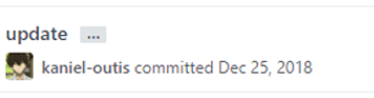 update ...
kaniel-outis committed Dec 25, 2018